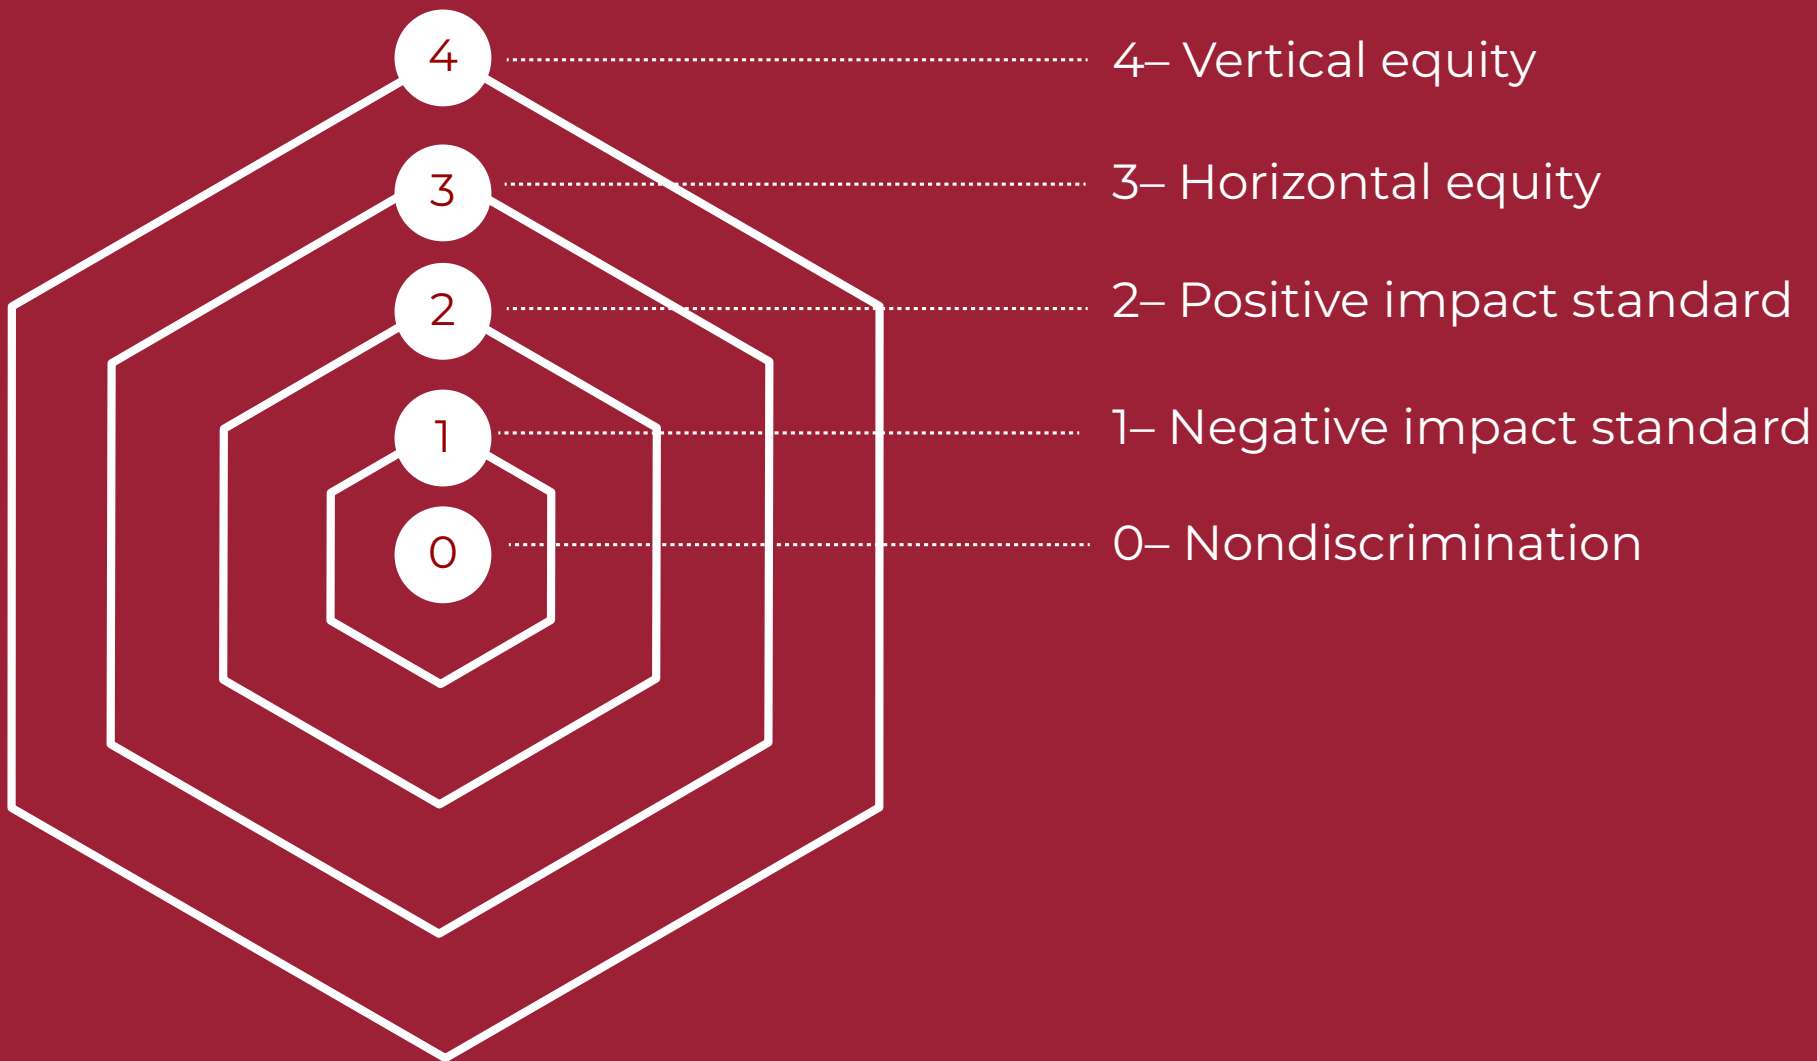 4
4– Vertical equity
3
3– Horizontal equity
2
2– Positive impact standard
1
1– Negative impact standard
0
0– Nondiscrimination